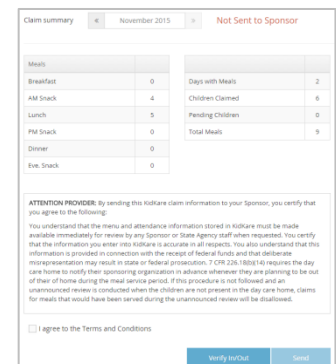 Claim summary « November 2015 » Not Sent to Sponsor
Meals
Breakfast 0 Days with Meals 2
AM Snack 4 Children Claimed 6
Lunch 5 Pending Children 0
PM Snack 0 Total Meals 9
Dinner 0
Eve. Snack 0
ATTENTION PROVIDER: By sending this KidKare claim information to your Sponsor, you certify that
you agree to the following:
You understand that the menu and attendance information stored in KidKare must be made
available immediately for review by any Sponsor or State Agency staff when requested. You certify
that the information you enter into KidKare is accurate in all respects. You also understand that this
information is provided in connection with the receipt of federal funds and that deliberate
misrepresentation may result in state or federal prosecution. 7 CFR 226.18(b)(14) requires the day
care home to notify their sponsoring organization in advance whenever they are planning to be out
of their home during the meal service period. If this procedure is not followed and an
unannounced review is conducted when the children are not present in the day care home, claims
for meals that would have been served during the unannounced review will be disallowed.
I agree to the Terms and Conditions
Verify In/Out Send